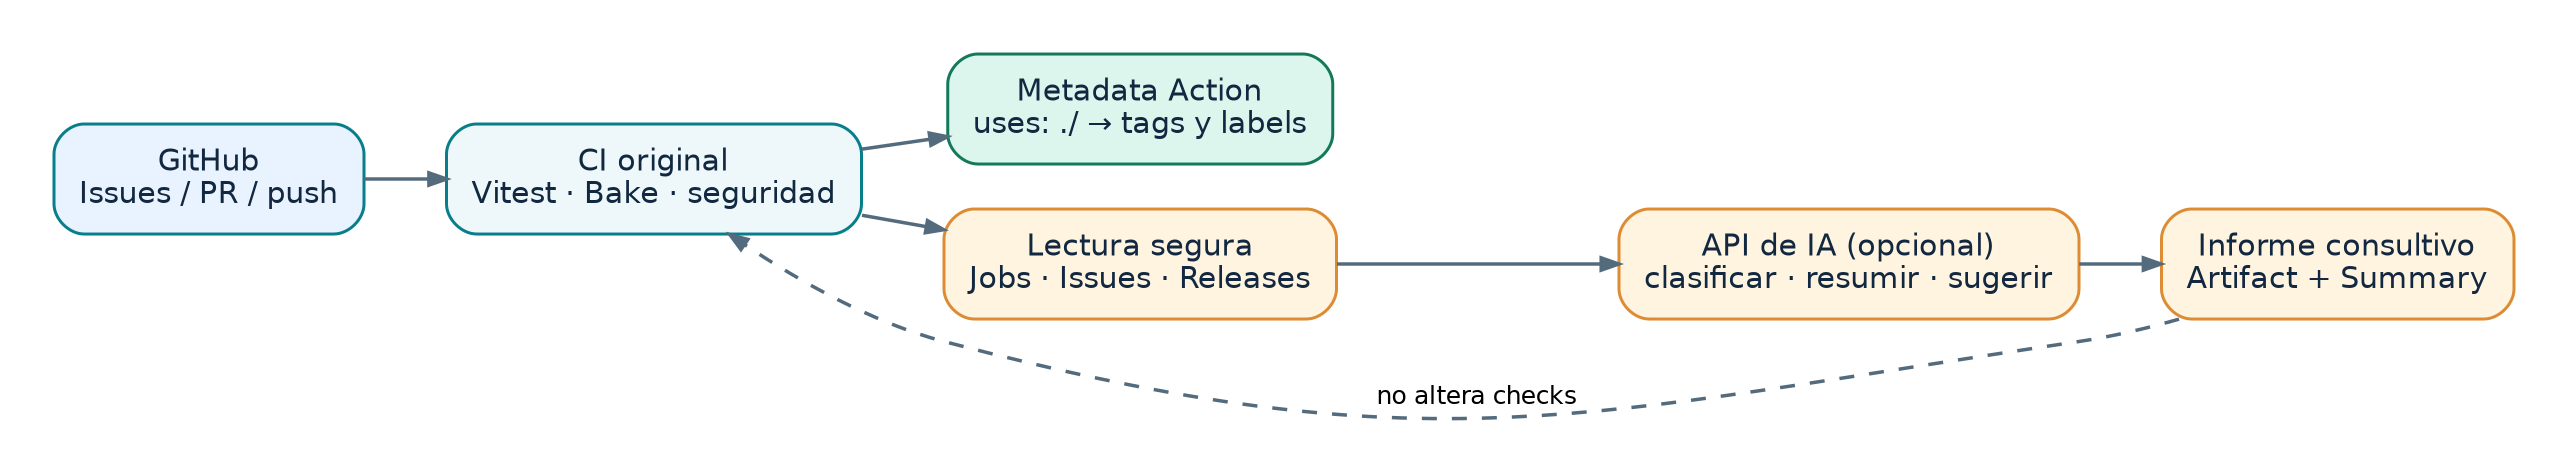 GitHub
Issues / PR / push
CI original
Vitest · Bake · seguridad
Metadata Action
uses: ./ → tags y labels
Lectura segura
Jobs · Issues · Releases
API de IA (opcional)
clasificar · resumir · sugerir
Informe consultivo
Artifact + Summary
no altera checks